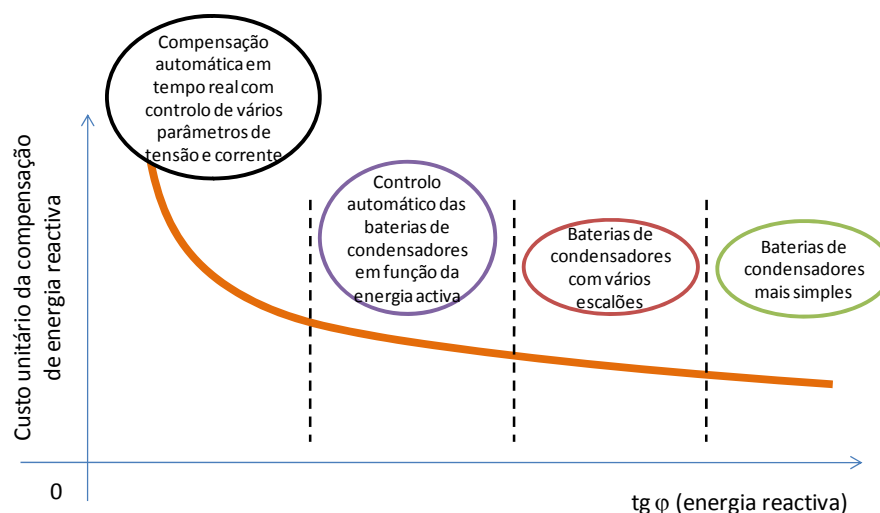 Compensação
automática em
tempo real com
controlo de vários
parâmetros de
tensão e corrente
Controlo
automático das
baterias de
condensadores
em função da
energia activa
Baterias de
condensadores
com vários
escalões
Baterias de
condensadores
mais simples
Custo unitário da compensação
de energia reactiva
0
tg φ (energia reactiva)